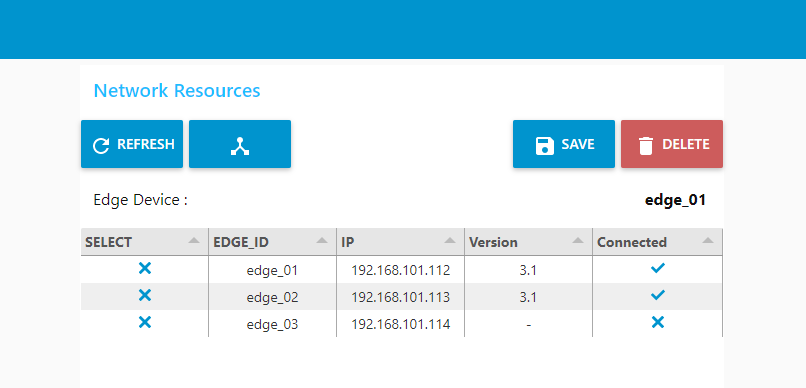 Network Resources
REFRESH SAVE DELETE
Edge Device : edge_01
SELECT EDGE_ID IP Version Connected
edge_01 192.168.101.112 3.1
edge_02 192.168.101.113 3.1
edge_03 192.168.101.114 -